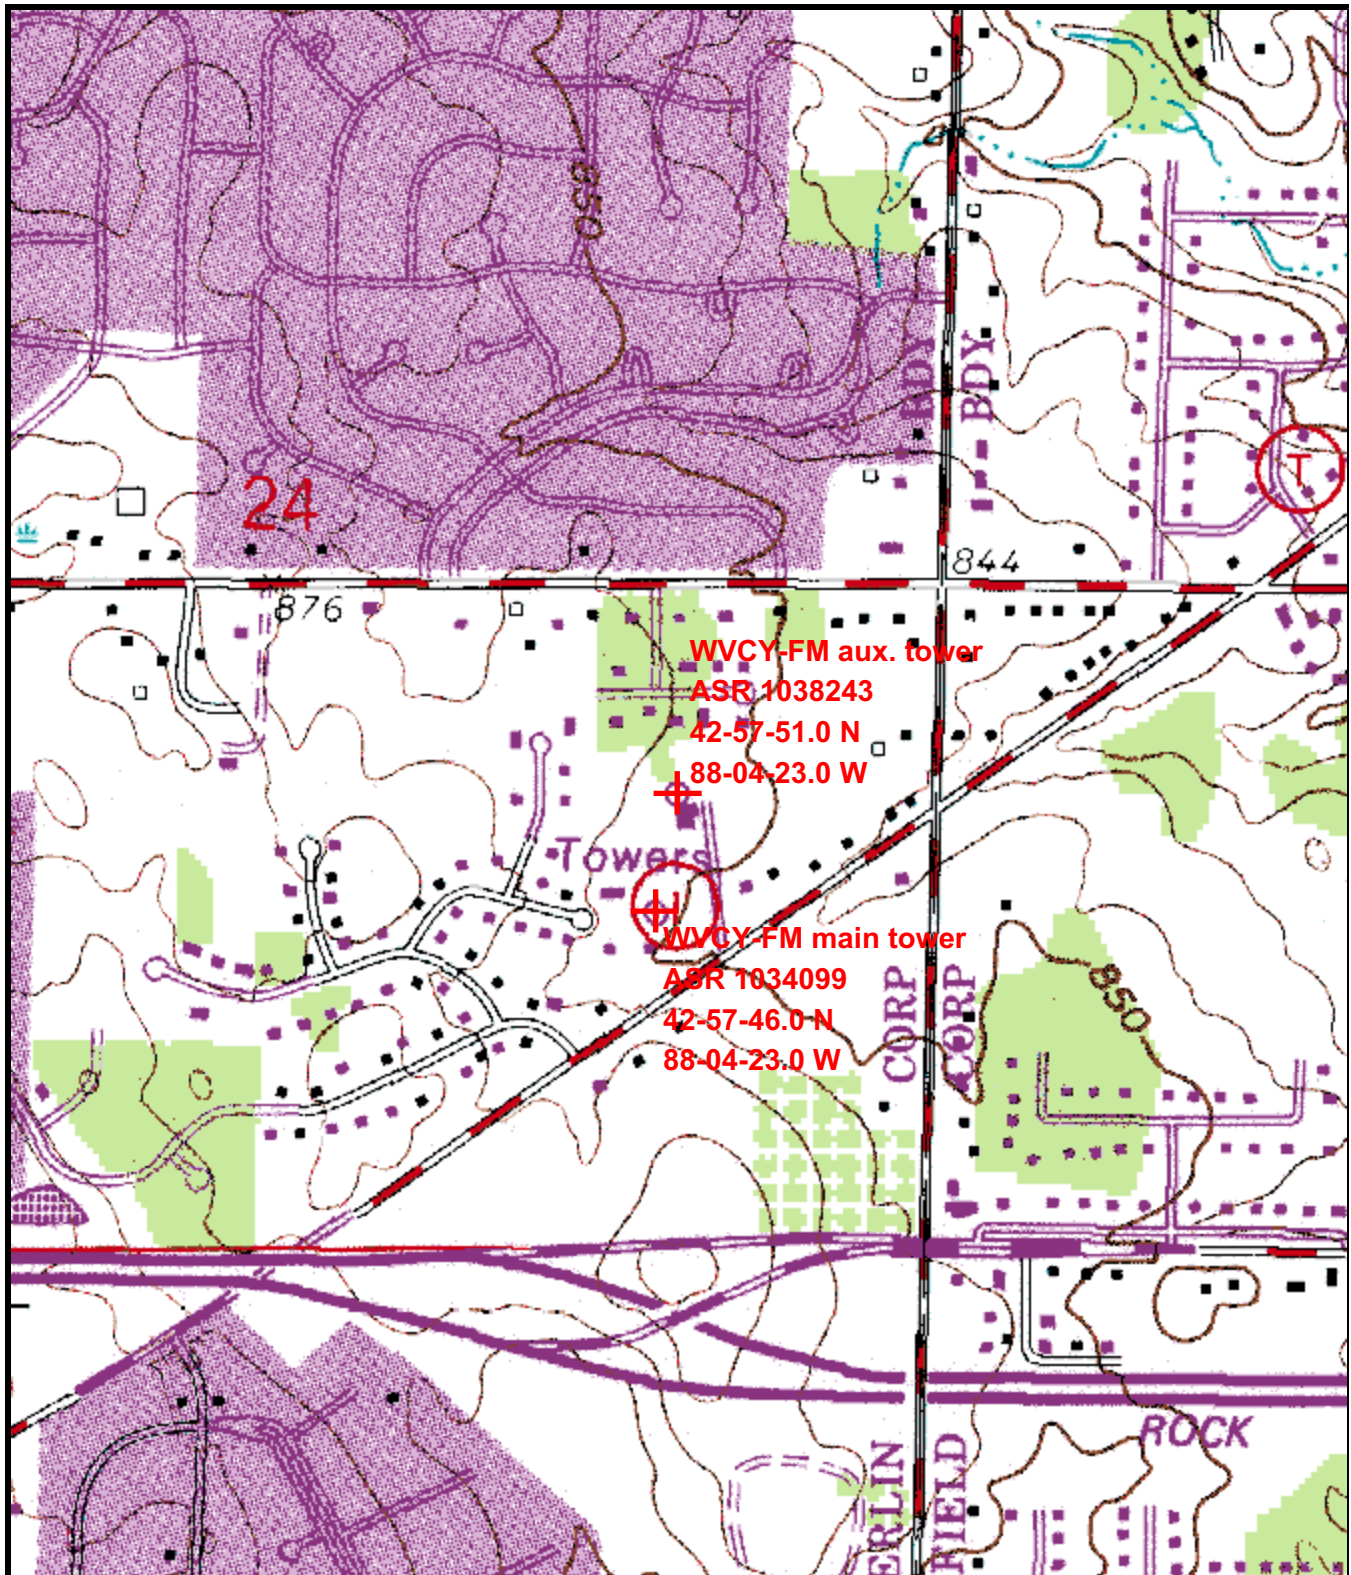 850
BDY
BDY
24
T
844
876
WVCY-FM aux. tower
ASR 1038243
42-57-51.0 N
88-04-23.0 W
Towers
WVCY-FM main tower
ASR 1034099
42-57-46.0 N
88-04-23.0 W
CORP
CORP
850
ROCK
ERLIN
FIELD